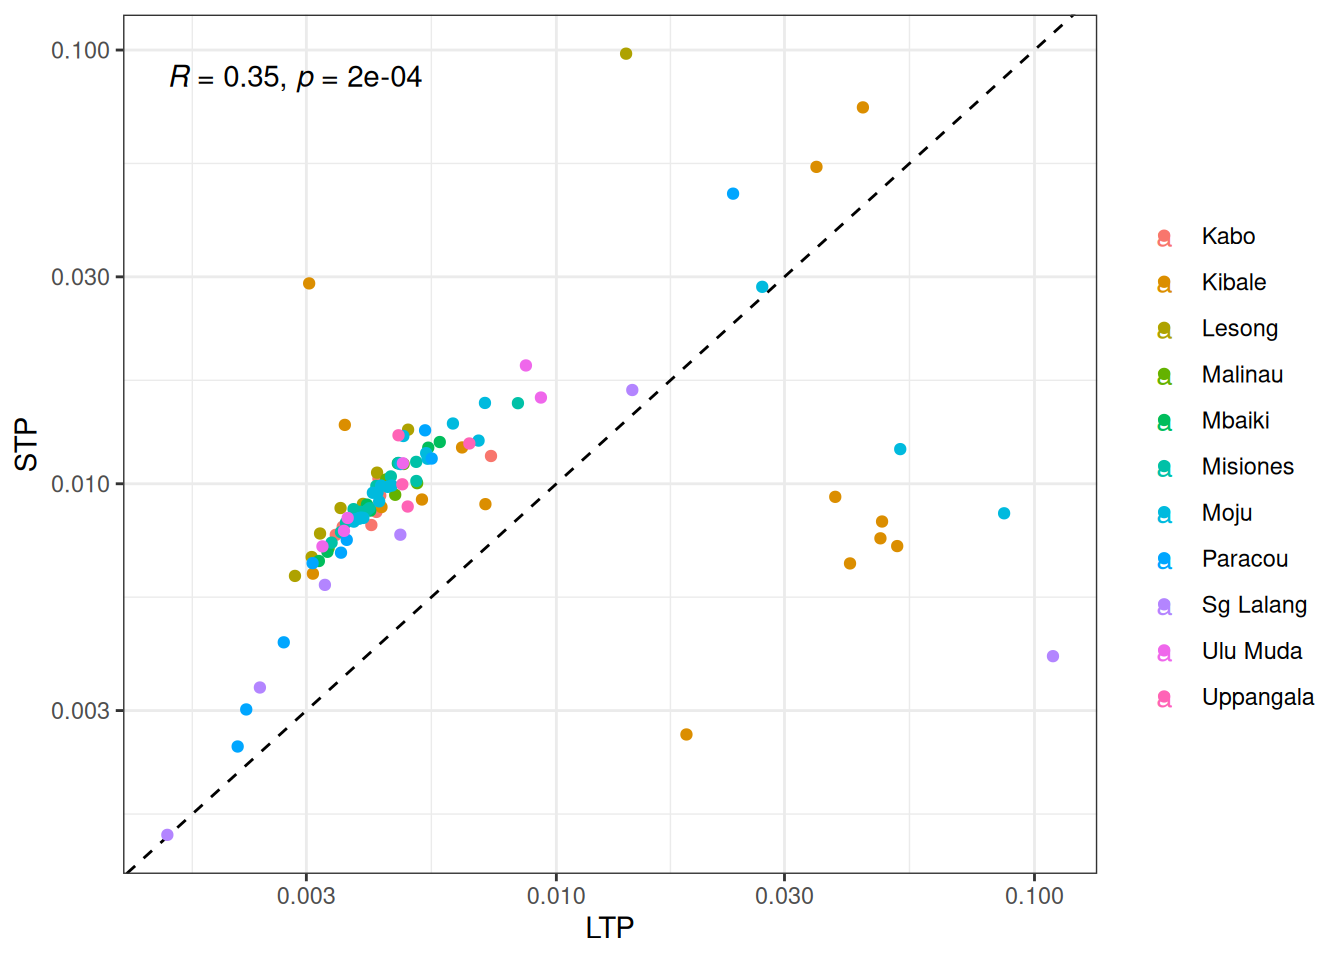 R = 0.35, p = 2e-04
0.100
0.030
0.010
0.003
STP
0.003
0.010
0.030
0.100
LTP
a Kabo
a Kibale
a Lesong
a Malinau
a Mbaiki
a Misiones
a Moju
a Paracou
a Sg Lalang
a Ulu Muda
a Uppangala